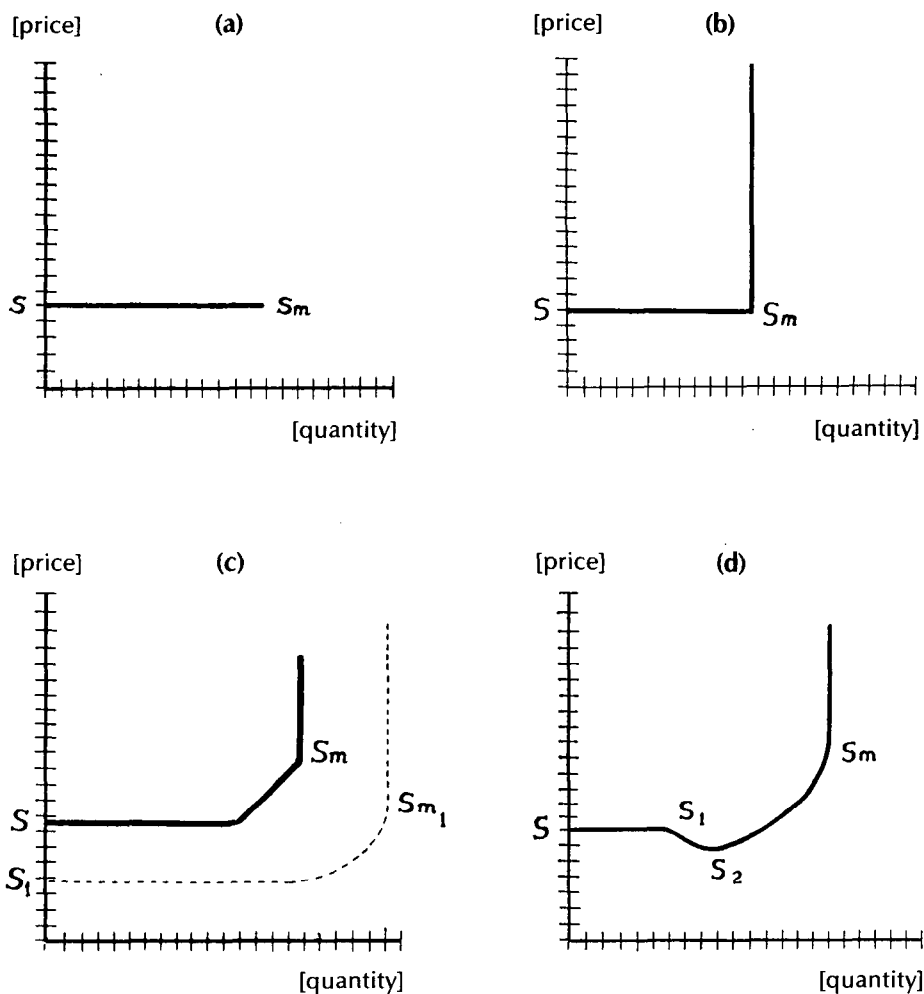 [price]
(a)
S
Sm
[quantity]
[price]
(b)
S
Sm
[quantity]
[price]
(c)
S
Sm
S1
Sm1
[quantity]
[price]
(d)
S
S1
S2
Sm
[quantity]